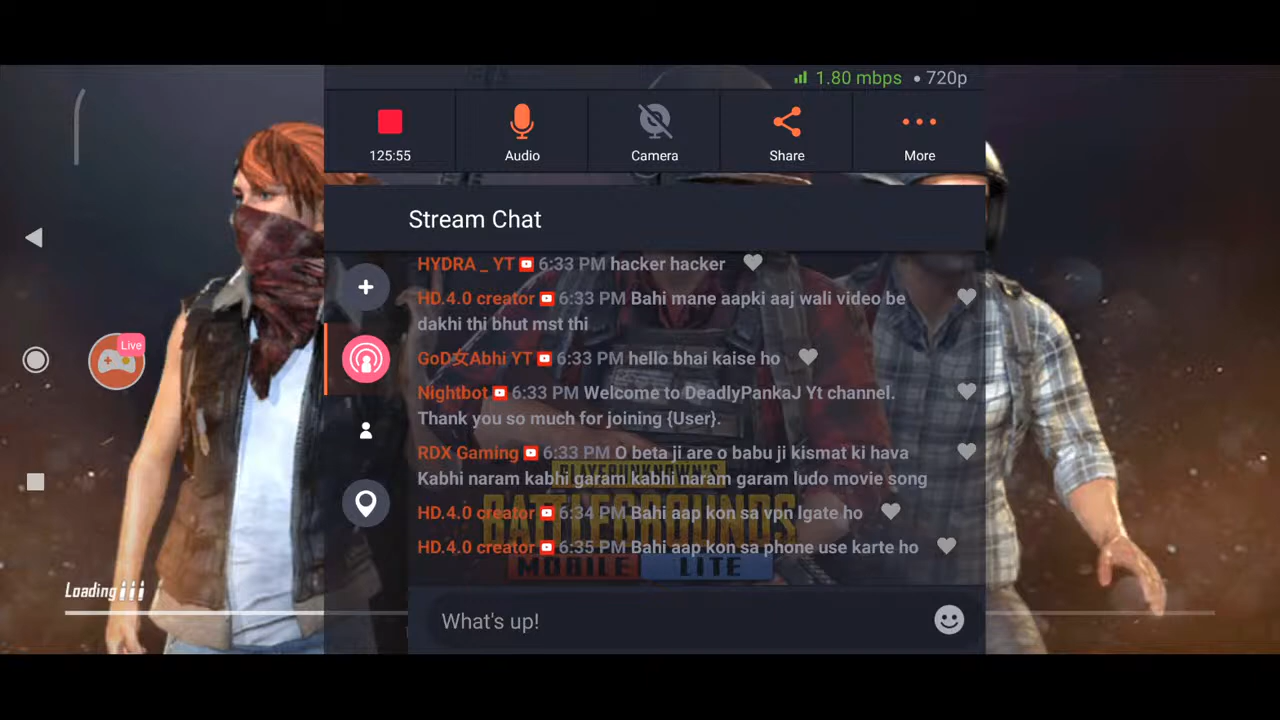 1.80 mbps • 720p
125:55
Audio
Camera
Share
More
Stream Chat
HYDRA _ YT 6:33 PM hacker hacker
HD.4.0 creator 6:33 PM Bahi mane aapki aaj wali video be
dakhi thi bhut mst thi
Live
GoD女Abhi YT 6:33 PM hello bhai kaise ho
Nightbot 6:33 PM Welcome to DeadlyPankaJ Yt channel.
Thank you so much for joining {User}.
RDX Gaming 6:33 PM O beta ji are o babu ji kismat ki hava
Kabhi naram kabhi garam kabhi naram garam ludo movie song
PLAYERUNKNOWN'S
BATTLEGROUNDS
MOBILE LITE
HD.4.0 creator 6:34 PM Bahi aap kon sa vpn lgate ho
HD.4.0 creator 6:35 PM Bahi aap kon sa phone use karte ho
Loading
What's up!